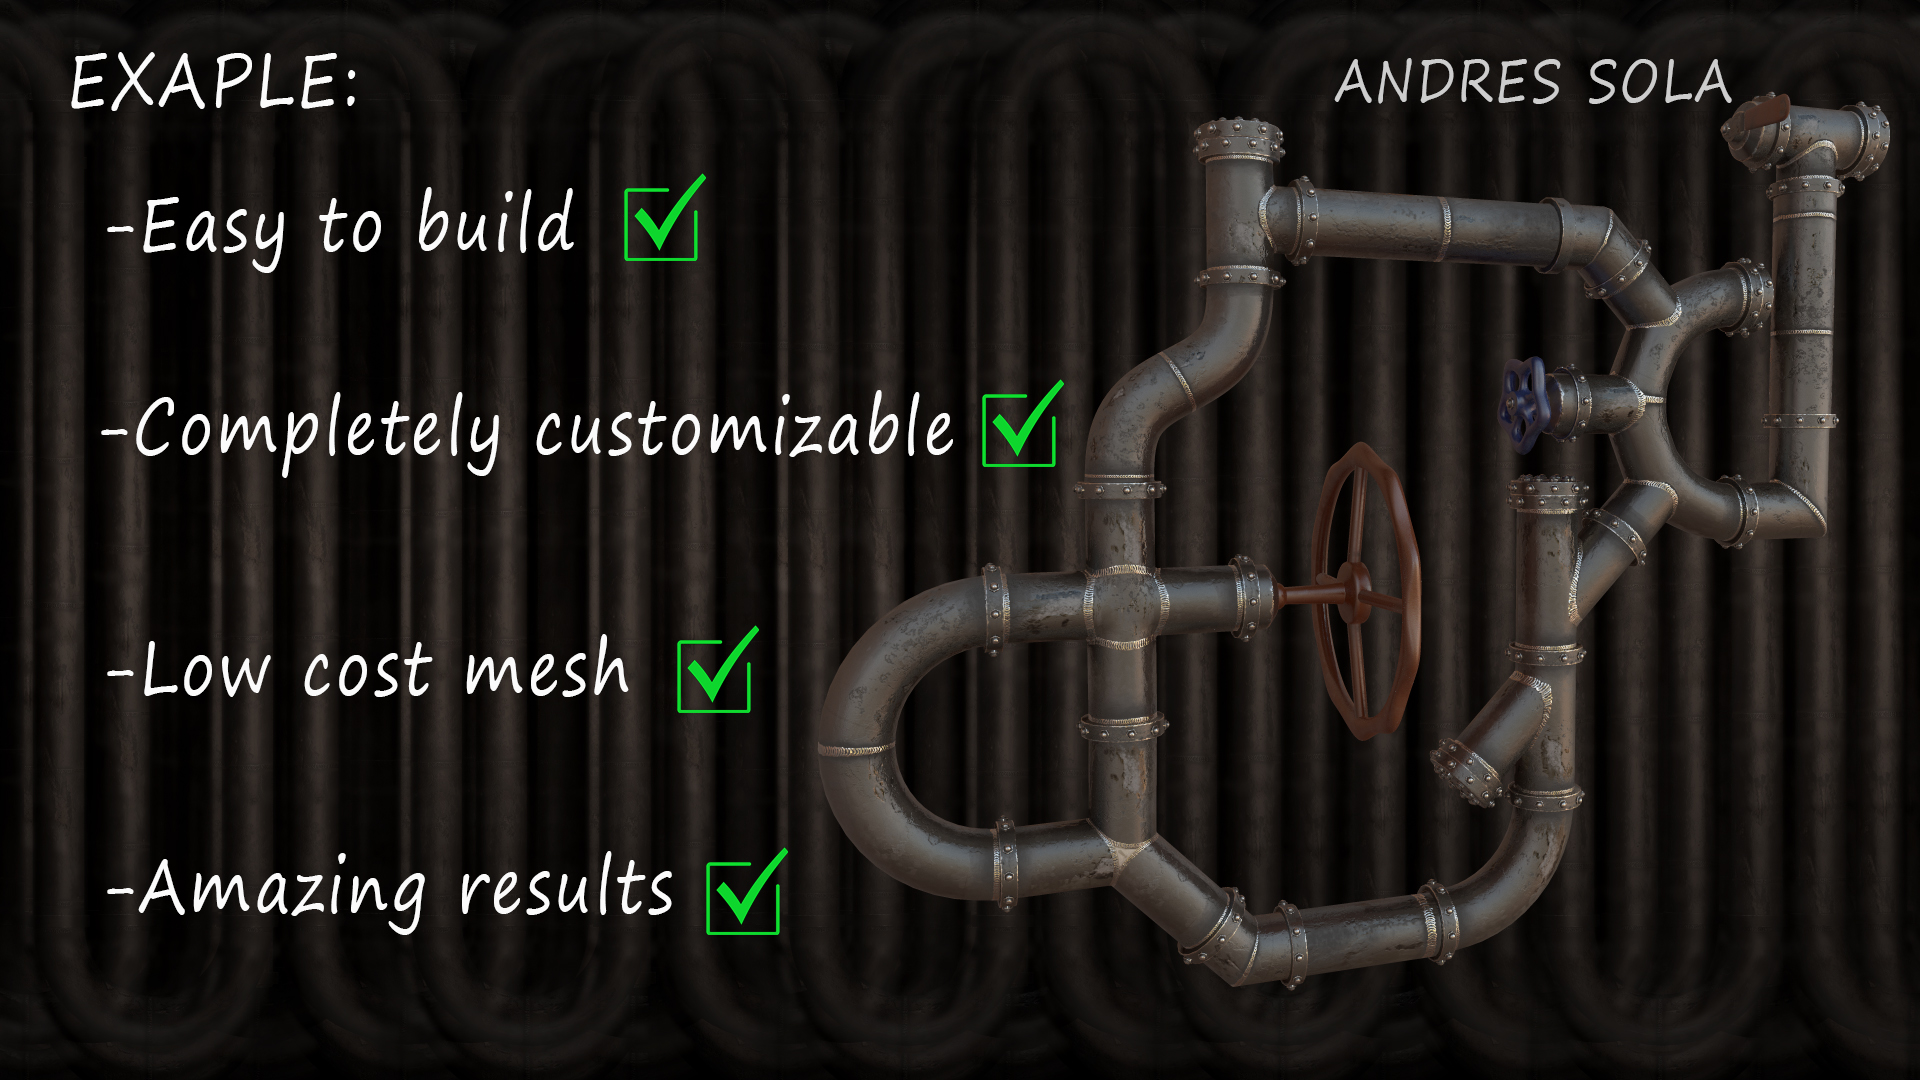 EXAPLE:
ANDRES SOLA
-Easy to build
-Completely customizable
-Low cost mesh
-Amazing results